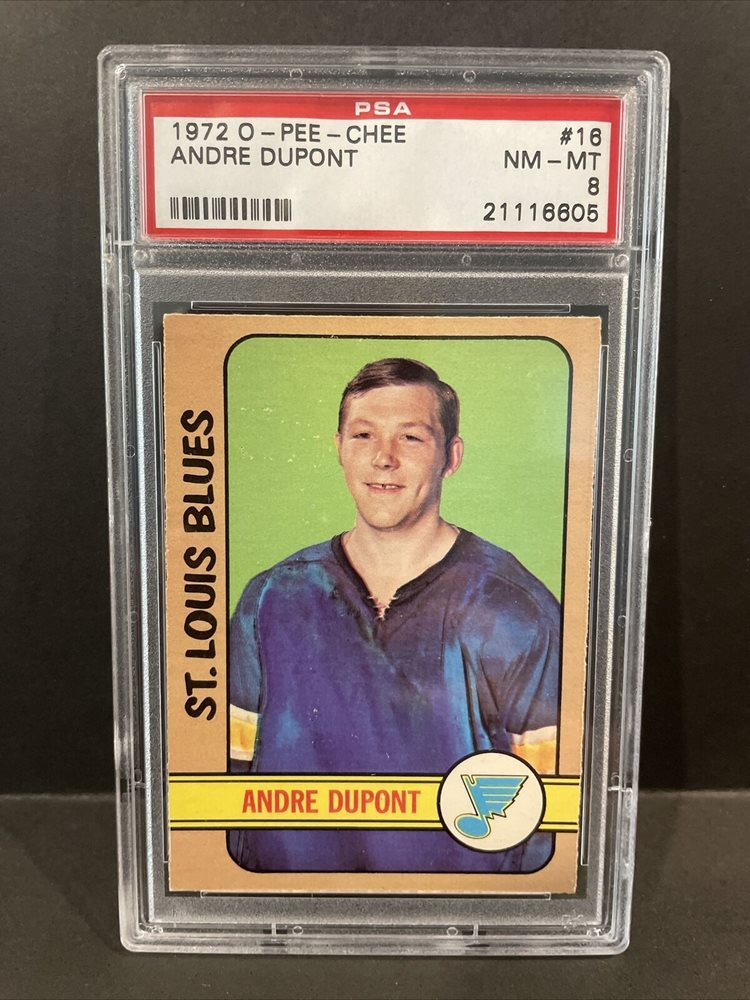 PSA
1972 O-PEE-CHEE #16
ANDRE DUPONT NM-MT
8
21116605
ST. LOUIS BLUES
ANDRE DUPONT